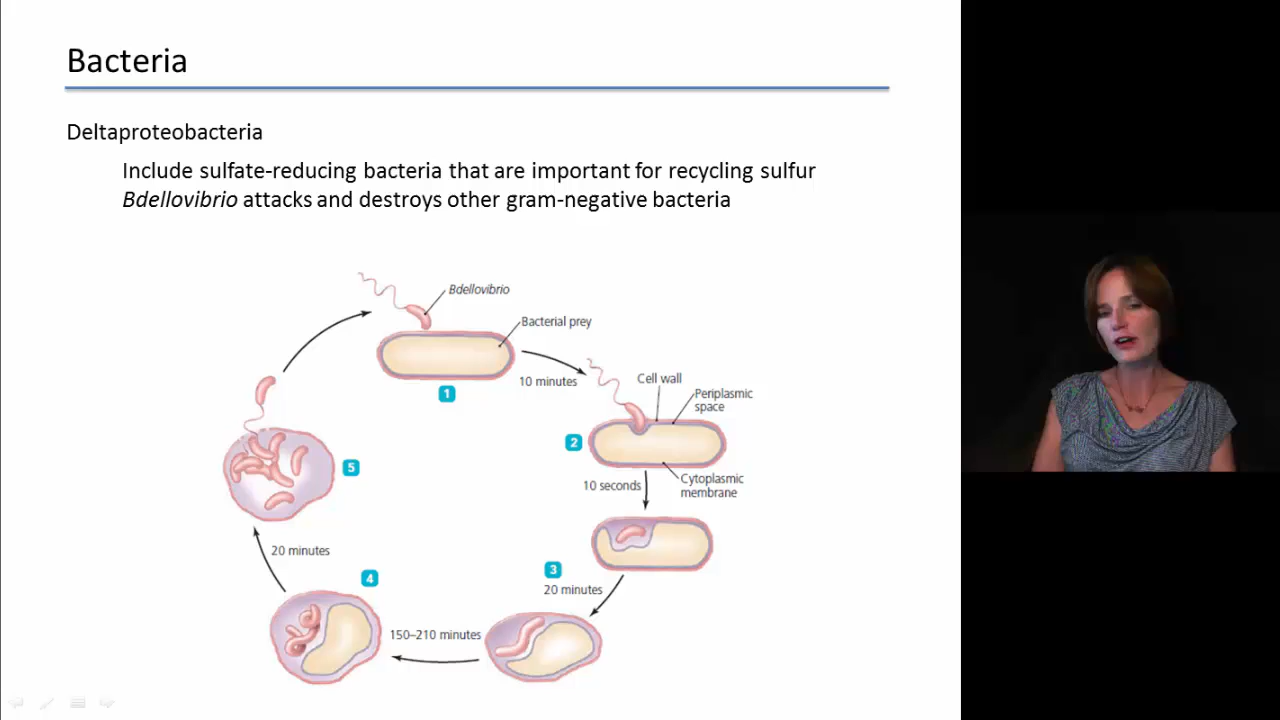 Bacteria
Deltaproteobacteria
Include sulfate-reducing bacteria that are important for recycling sulfur
Bdellovibrio attacks and destroys other gram-negative bacteria
Bdellovibrio
Bacterial prey
1
10 minutes
Cell wall
Periplasmic
space
2
Cytoplasmic
membrane
10 seconds
3
20 minutes
150–210 minutes
4
20 minutes
5